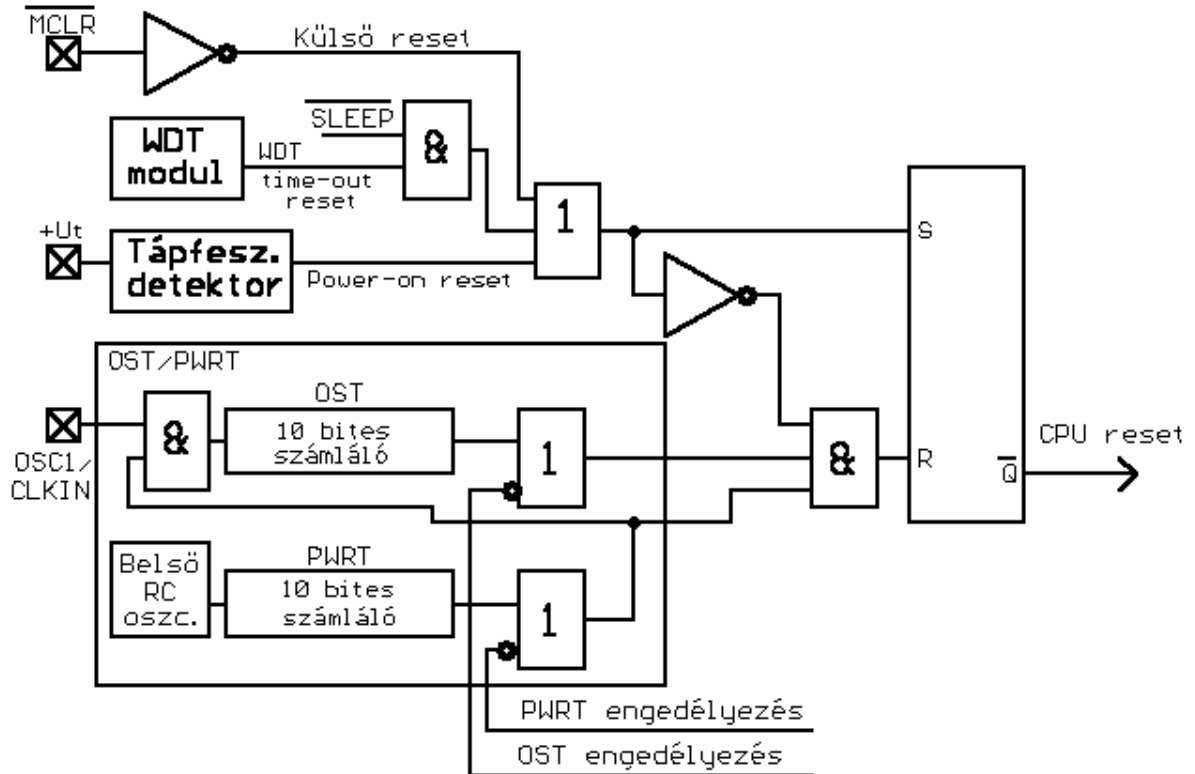 MCLR
Külső reset
SLEEP
&
WDT
modul
WDT
time-out
reset
1
S
+Ut
Tápfesz.
detektor
Power-on reset
OST/PWRT
OST
&
10 bites
számláló
1
&
R
CPU reset
Q
OSC1/
CLKIN
Belső
RC
oszc.
PWRT
10 bites
számláló
1
PWRT engedélyezés
OST engedélyezés